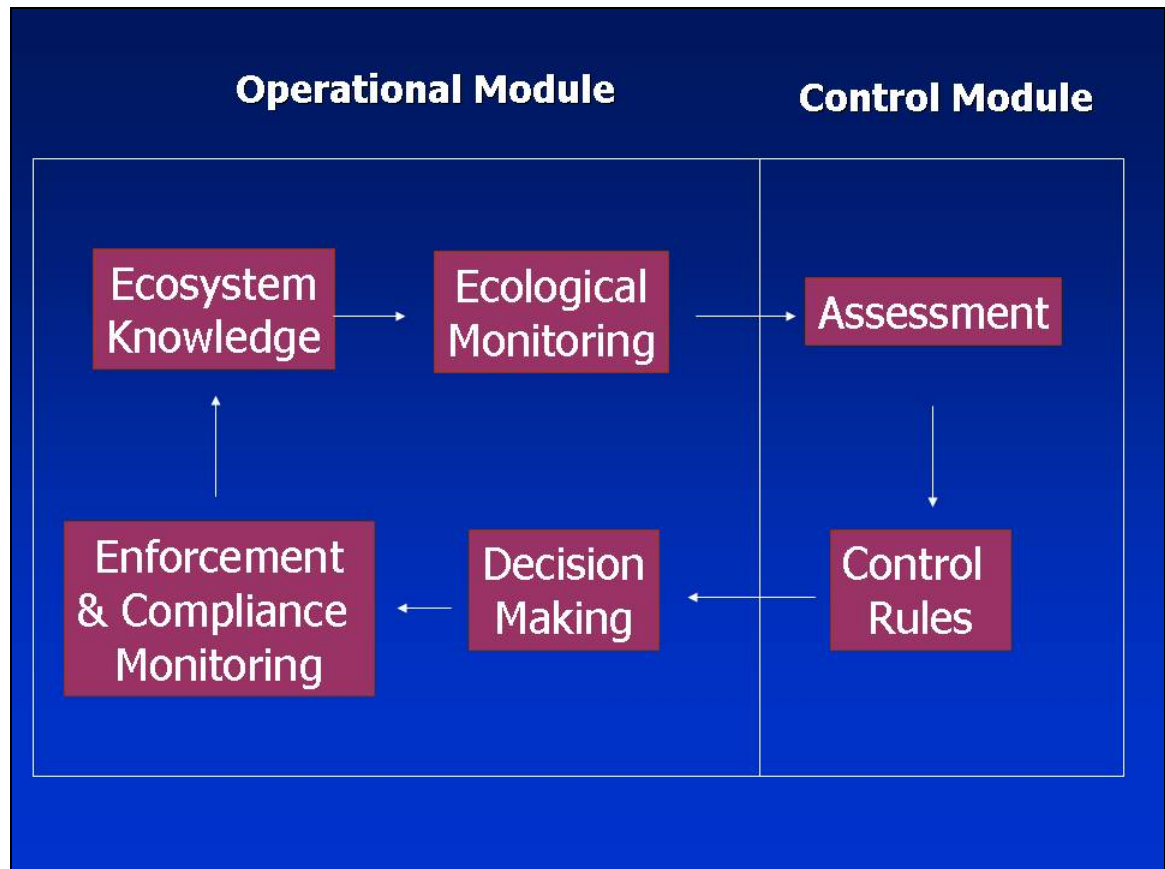 Operational Module
Control Module
Ecosystem
Knowledge
Ecological
Monitoring
Assessment
Enforcement
& Compliance
Monitoring
Decision
Making
Control
Rules